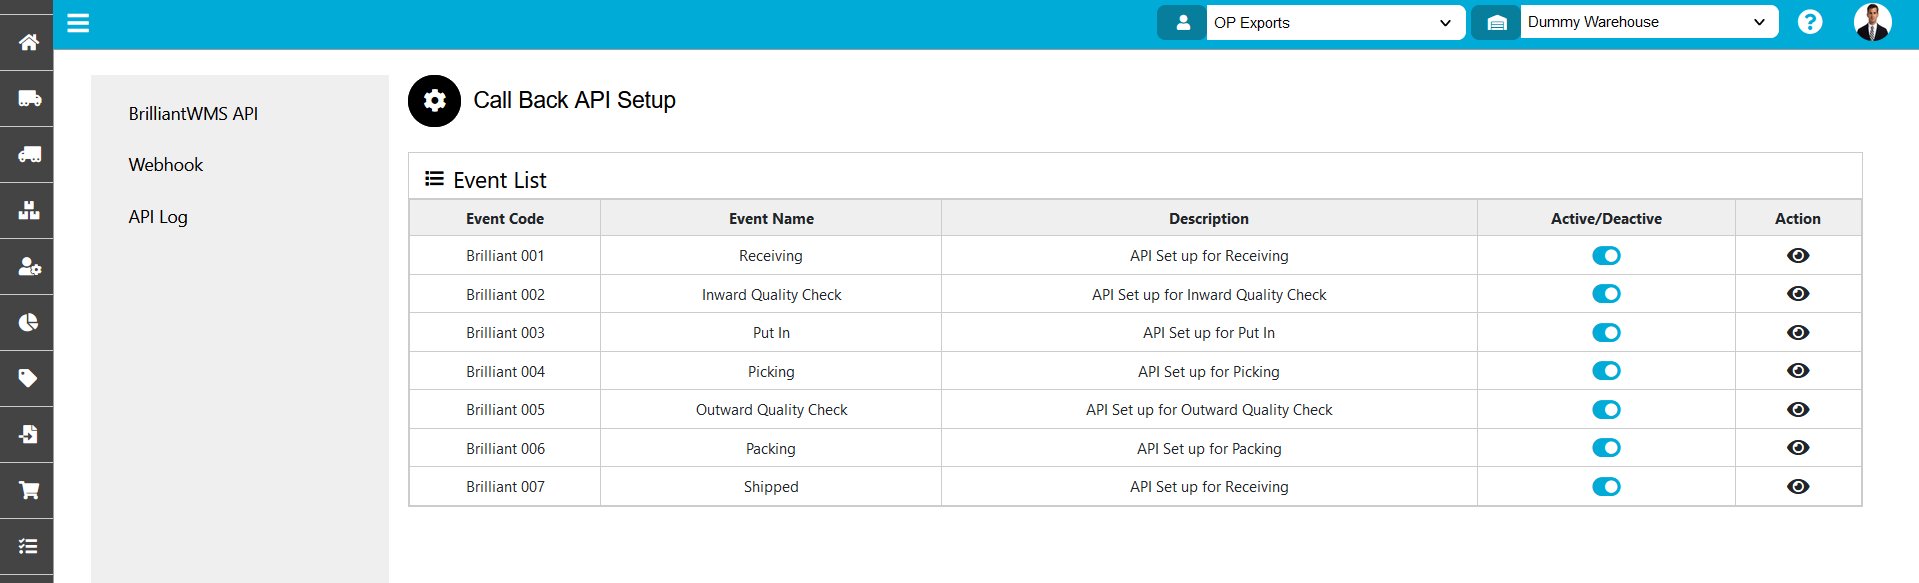 OP Exports
Dummy Warehouse
?
BrilliantWMS API
Webhook
API Log
Call Back API Setup
Event List
Event Code Event Name Description Active/Deactive Action
Brilliant 001 Receiving API Set up for Receiving
Brilliant 002 Inward Quality Check API Set up for Inward Quality Check
Brilliant 003 Put In API Set up for Put In
Brilliant 004 Picking API Set up for Picking
Brilliant 005 Outward Quality Check API Set up for Outward Quality Check
Brilliant 006 Packing API Set up for Packing
Brilliant 007 Shipped API Set up for Receiving